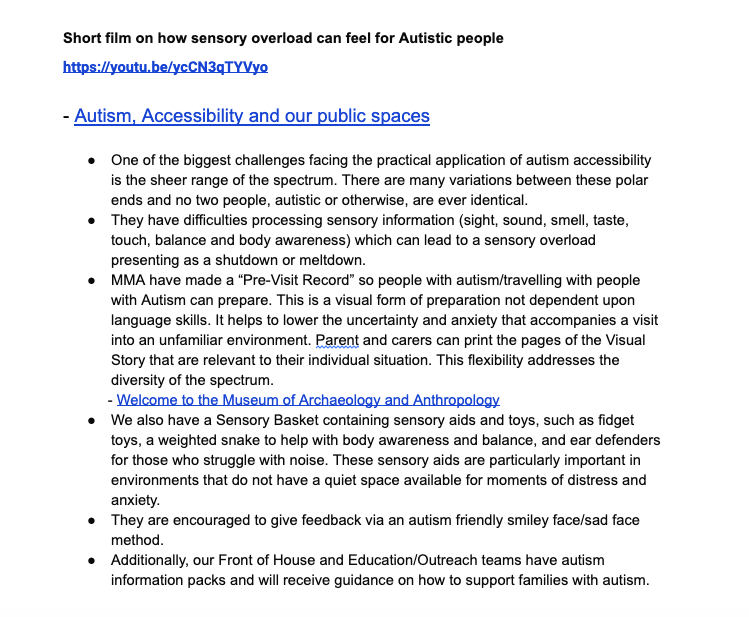 Short film on how sensory overload can feel for Autistic people
https://youtu.be/ycCN3qTYVyo
- Autism, Accessibility and our public spaces
● One of the biggest challenges facing the practical application of autism accessibility
is the sheer range of the spectrum. There are many variations between these polar
ends and no two people, autistic or otherwise, are ever identical.
● They have difficulties processing sensory information (sight, sound, smell, taste,
touch, balance and body awareness) which can lead to a sensory overload
presenting as a shutdown or meltdown.
● MMA have made a “Pre-Visit Record” so people with autism/travelling with people
with Autism can prepare. This is a visual form of preparation not dependent upon
language skills. It helps to lower the uncertainty and anxiety that accompanies a visit
into an unfamiliar environment. Parent and carers can print the pages of the Visual
Story that are relevant to their individual situation. This flexibility addresses the
diversity of the spectrum.
- Welcome to the Museum of Archaeology and Anthropology
● We also have a Sensory Basket containing sensory aids and toys, such as fidget
toys, a weighted snake to help with body awareness and balance, and ear defenders
for those who struggle with noise. These sensory aids are particularly important in
environments that do not have a quiet space available for moments of distress and
anxiety.
● They are encouraged to give feedback via an autism friendly smiley face/sad face
method.
● Additionally, our Front of House and Education/Outreach teams have autism
information packs and will receive guidance on how to support families with autism.